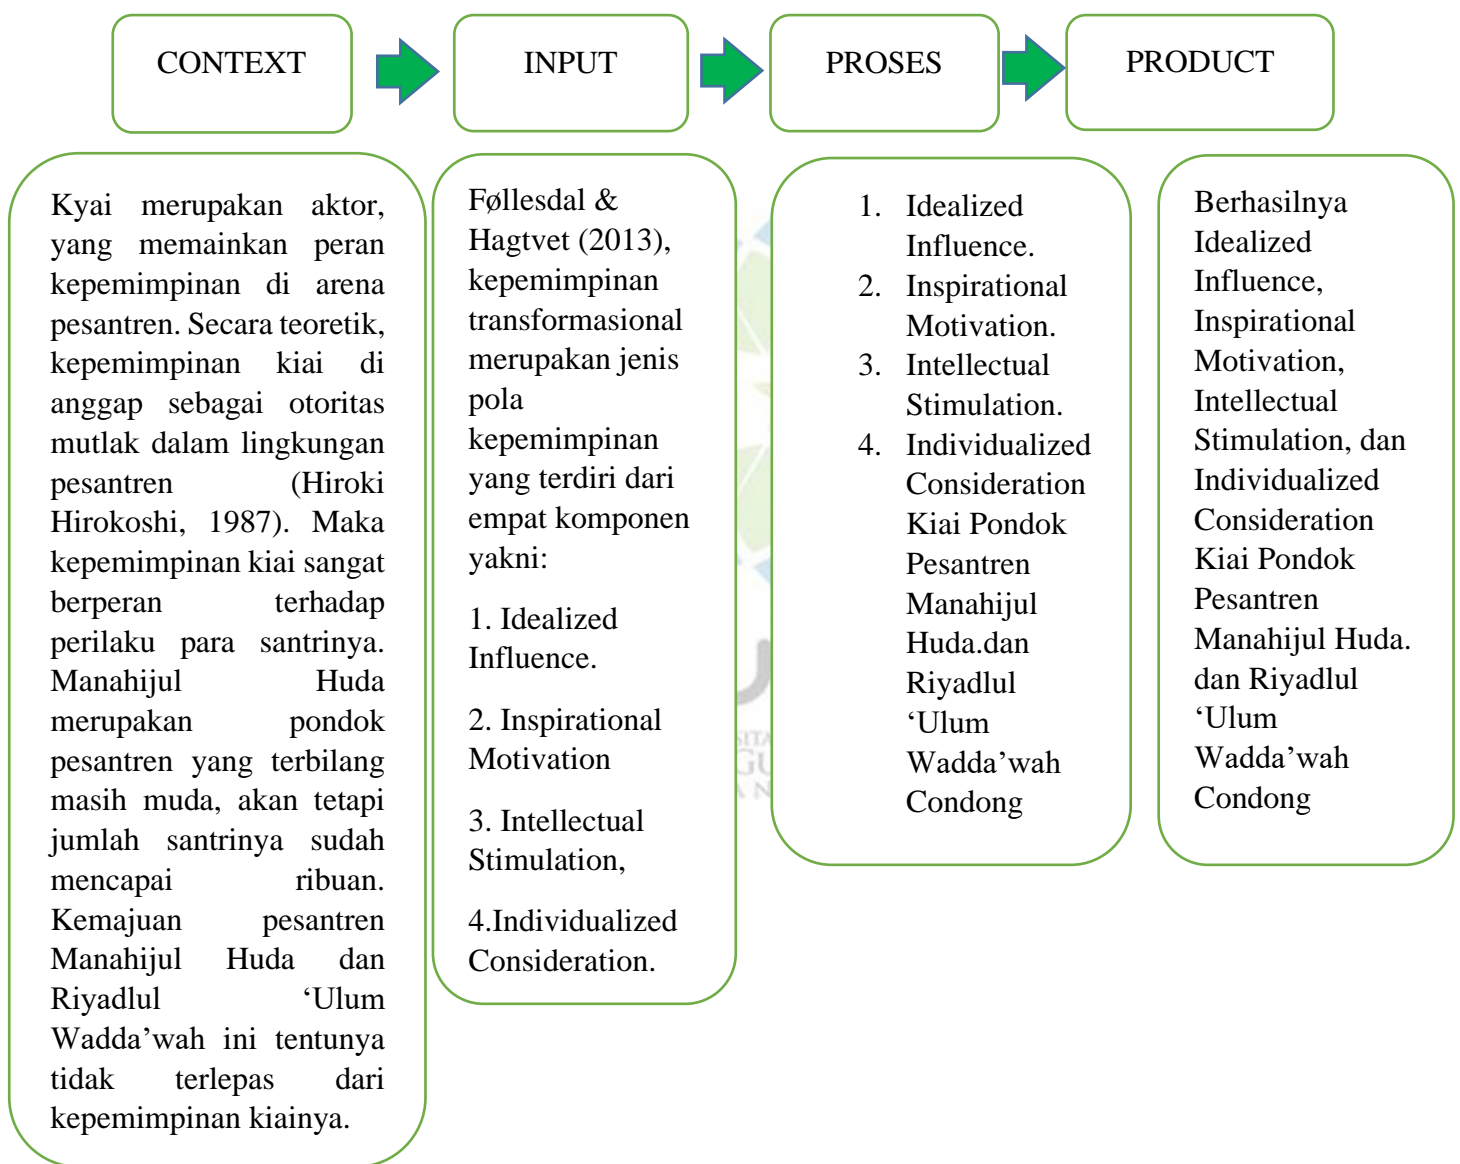 CONTEXT
INPUT
PROSES
PRODUCT
Kyai merupakan aktor,
yang memainkan peran
kepemimpinan di arena
pesantren. Secara teoretik,
kepemimpinan kiai di
anggap sebagai otoritas
mutlak dalam lingkungan
pesantren (Hiroki
Hirokoshi, 1987). Maka
kepemimpinan kiai sangat
berperan terhadap
perilaku para santrinya.
Manahijul Huda
merupakan pondok
pesantren yang terbilang
masih muda, akan tetapi
jumlah santrinya sudah
mencapai ribuan.
Kemajuan pesantren
Manahijul Huda dan
Riyadlul ‘Ulum
Wadda’wah ini tentunya
tidak terlepas dari
kepemimpinan kiainya.
Føllesdal &
Hagtvet (2013),
kepemimpinan
transformasional
merupakan jenis
pola
kepemimpinan
yang terdiri dari
empat komponen
yakni:
1. Idealized
Influence.
2. Inspirational
Motivation
3. Intellectual
Stimulation,
4.Individualized
Consideration.
1. Idealized
Influence.
2. Inspirational
Motivation.
3. Intellectual
Stimulation.
4. Individualized
Consideration
Kiai Pondok
Pesantren
Manahijul
Huda.dan
Riyadlul
‘Ulum
Wadda’wah
Condong
Berhasilnya
Idealized
Influence,
Inspirational
Motivation,
Intellectual
Stimulation, dan
Individualized
Consideration
Kiai Pondok
Pesantren
Manahijul Huda.
dan Riyadlul
‘Ulum
Wadda’wah
Condong